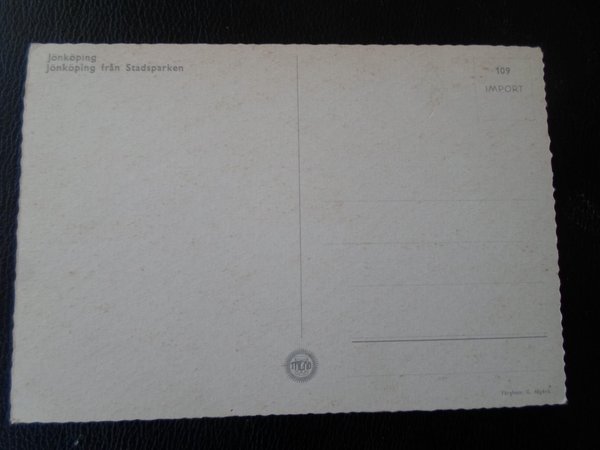 Jönköping
Jönköping från Stadsparken
109
IMPORT